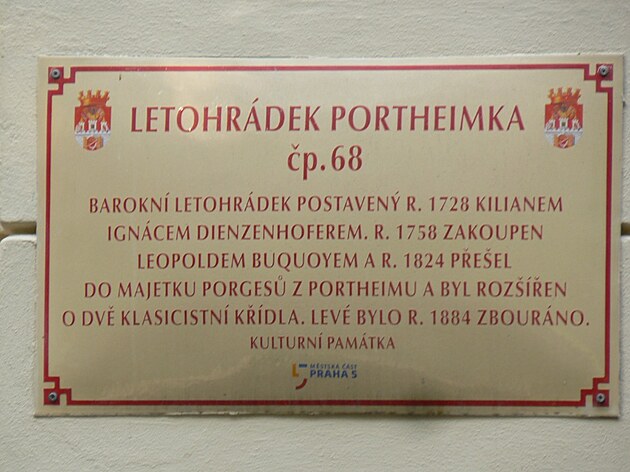 LETOHRÁDEK PORTHEIMKA
čp.68
BAROKNÍ LETOHRÁDEK POSTAVENÝ R. 1728 KILIANEM
IGNÁCEM DIENZENHOFEREM. R. 1758 ZAKOUPEN
LEOPOLDEM BUQUOYEM A R. 1824 PŘEŠEL
DO MAJETKU PORGESŮ Z PORTHEIMU A BYL ROZŠÍŘEN
O DVĚ KLASICISTNÍ KŘÍDLA. LEVÉ BYLO R. 1884 ZBOURÁNO.
KULTURNÍ PAMÁTKA
MĚSTSKÁ ČÁST
PRAHA 5